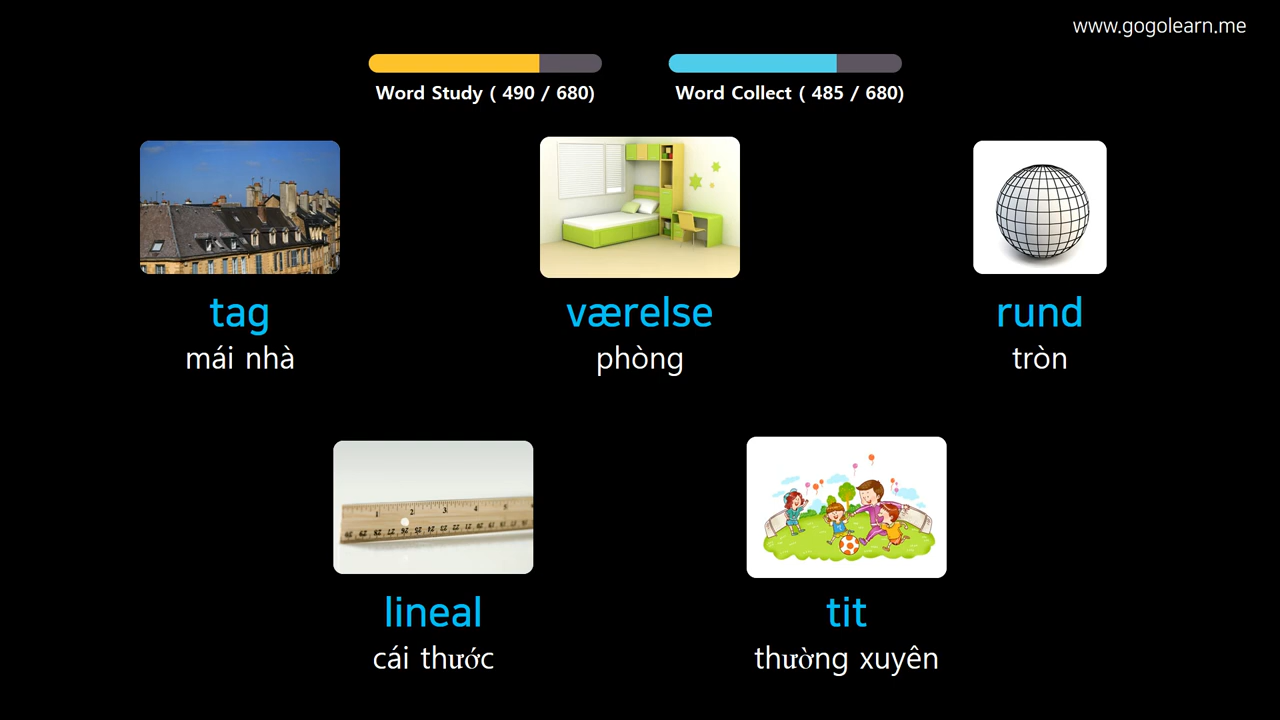 www.gogolearn.me
Word Study ( 490 / 680)
Word Collect ( 485 / 680)
tag
mái nhà
værelse
phòng
rund
tròn
lineal
cái thước
tit
thường xuyên